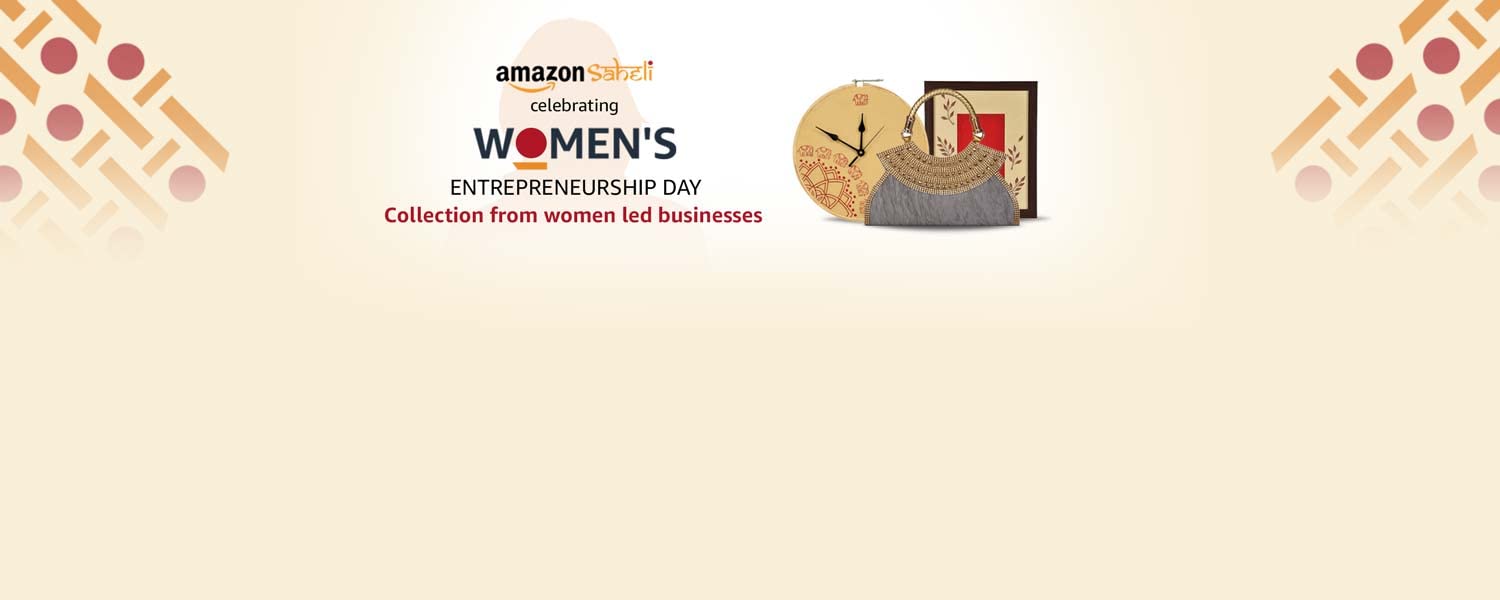 amazon saheli
celebrating
WOMEN'S
ENTREPRENEURSHIP DAY
Collection from women led businesses